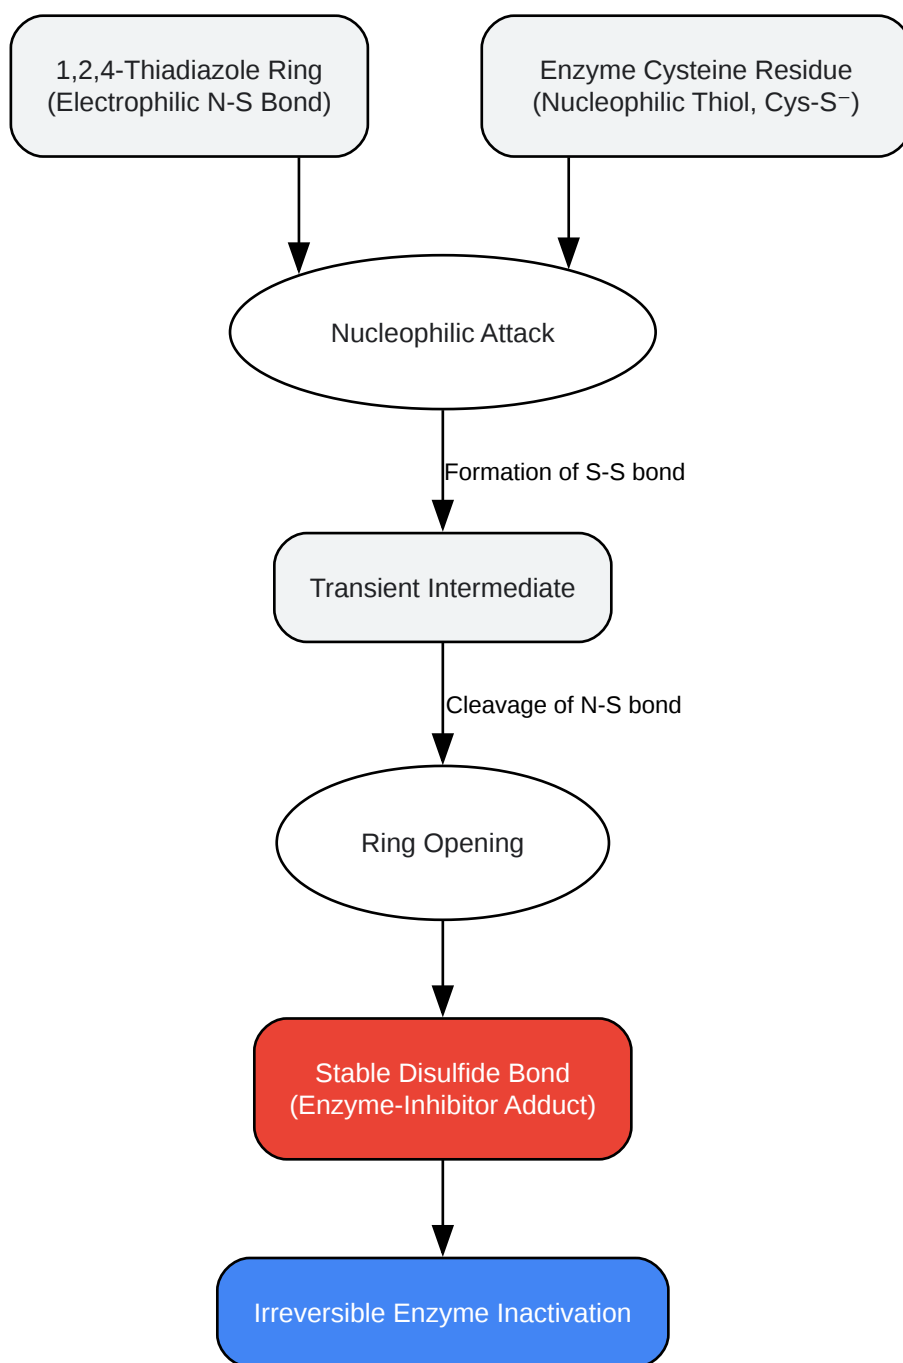 1,2,4-Thiadiazole Ring
(Electrophilic N-S Bond)
Enzyme Cysteine Residue
(Nucleophilic Thiol, Cys-S⁻)
Nucleophilic Attack
Formation of S-S bond
Transient Intermediate
Cleavage of N-S bond
Ring Opening
Stable Disulfide Bond
(Enzyme-Inhibitor Adduct)
Irreversible Enzyme Inactivation